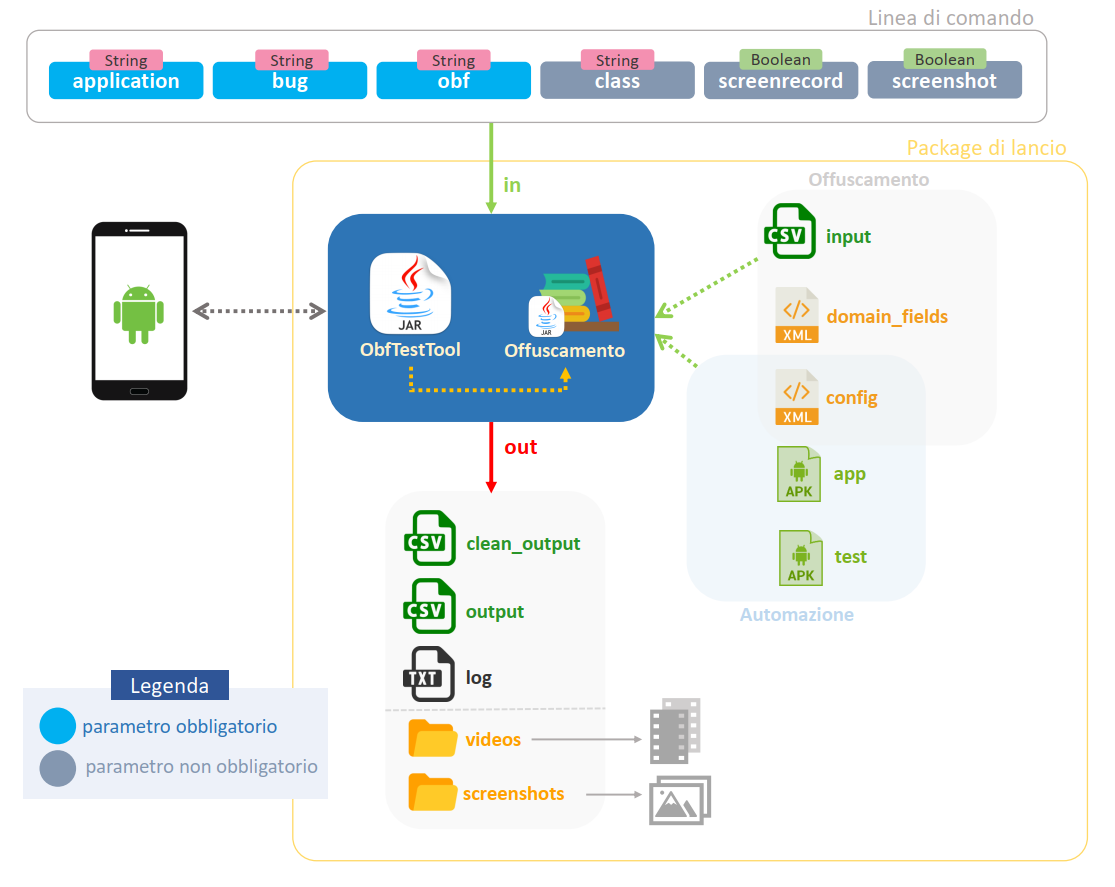 Linea di comando
String
application
String
bug
String
obf
String
class
Boolean
screenrecord
Boolean
screenshot
Package di lancio
in
Offuscamento
CSV
input
JAR
ObfTestTool
JAR
Offuscamento
XML
domain_fields
XML
config
APK
app
APK
test
Automazione
out
CSV
clean_output
CSV
output
TXT
log
videos
screenshots
Legenda
parametro obbligatorio
parametro non obbligatorio